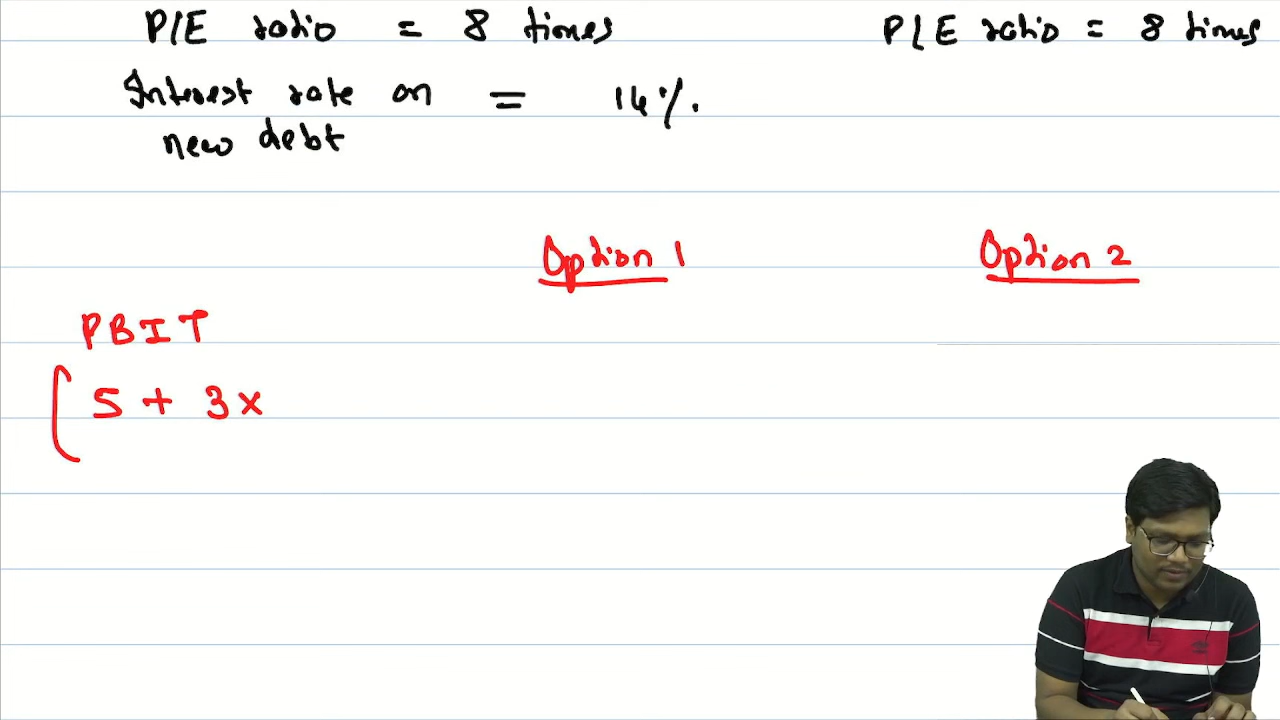 P/E ratio = 8 times
P/E ratio = 8 times
Interest rate on new debt = 14%.
Option 1
Option 2
PBIT
[ 5 + 3x